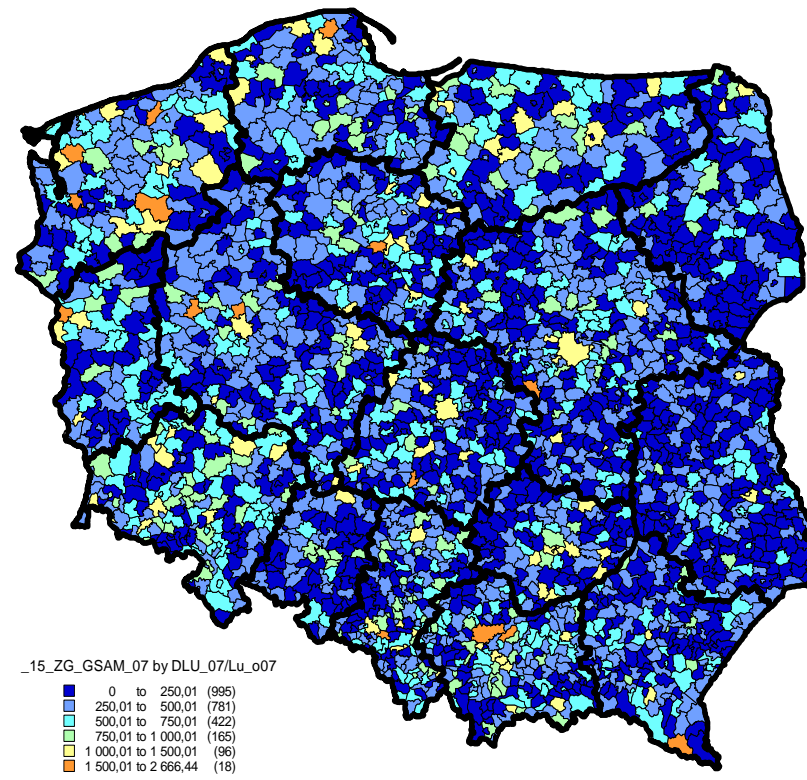 _15_ZG_GSAM_07 by DLU_07/Lu_o07
0 to 250,01 (995)
250,01 to 500,01 (781)
500,01 to 750,01 (422)
750,01 to 1 000,01 (165)
1 000,01 to 1 500,01 (96)
1 500,01 to 2 666,44 (18)